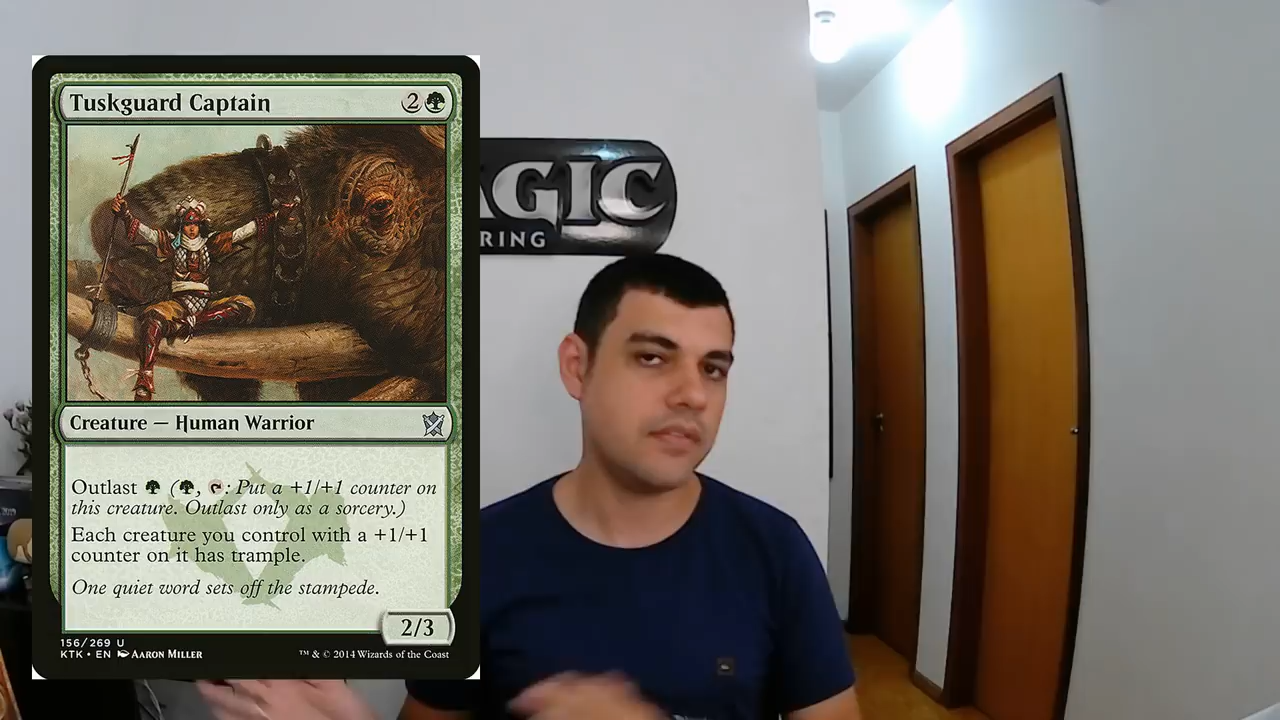 Tuskguard Captain 2
Creature — Human Warrior
Outlast (, : Put a +1/+1 counter on
this creature. Outlast only as a sorcery.)
Each creature you control with a +1/+1
counter on it has trample.
One quiet word sets off the stampede.
2/3
156/269 U
KTK • EN Aaron Miller
™ & © 2014 Wizards of the Coast
AGIC
RING